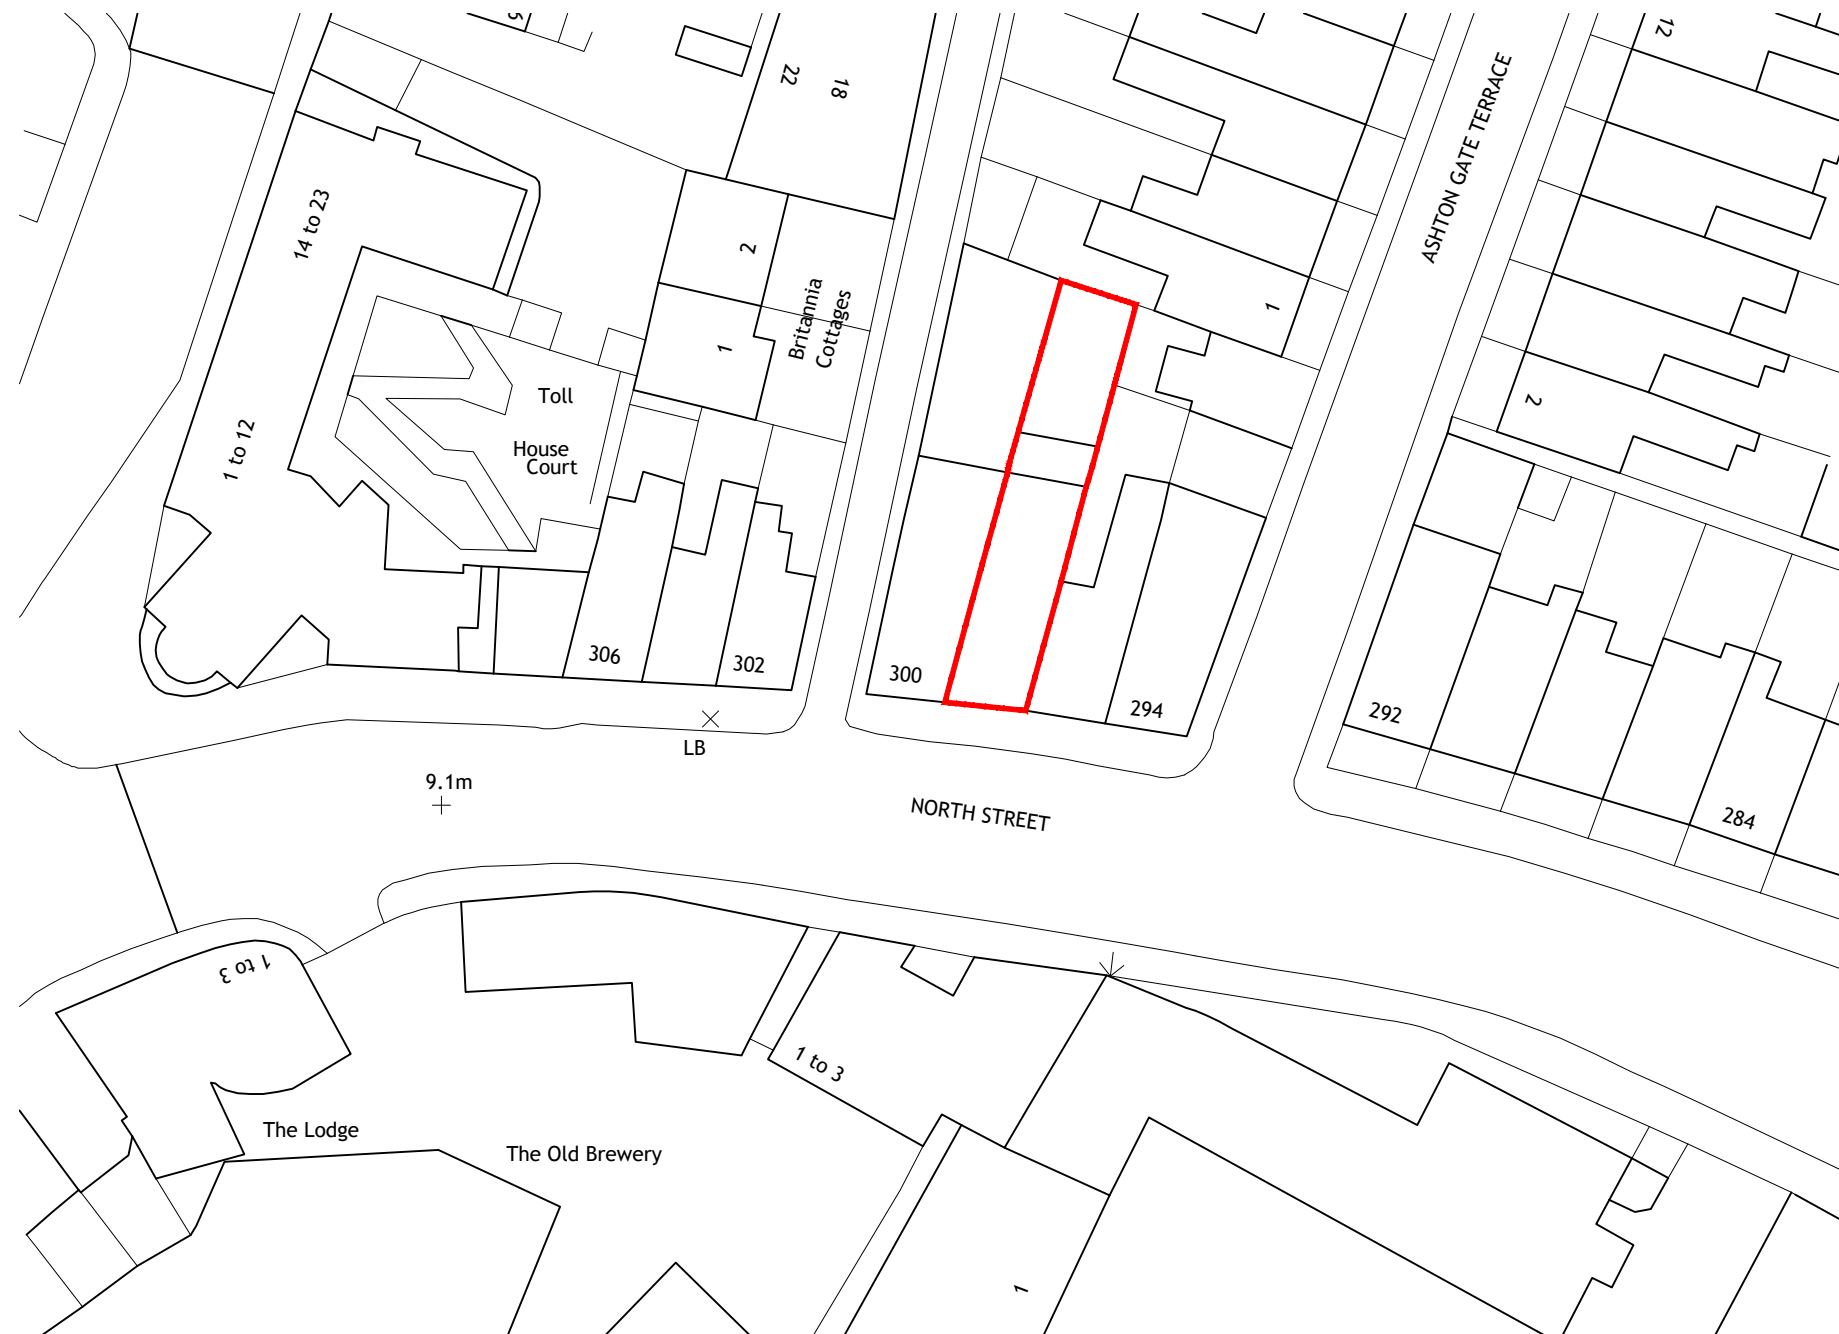 22
18
12
ASHTON GATE TERRACE
14 to 23
2
Britannia
Cottages
1
1
Toll
House
Court
1 to 12
2
306
302
300
294
292
284
LB
9.1m
NORTH STREET
1 to 3
1 to 3
The Lodge
The Old Brewery
1